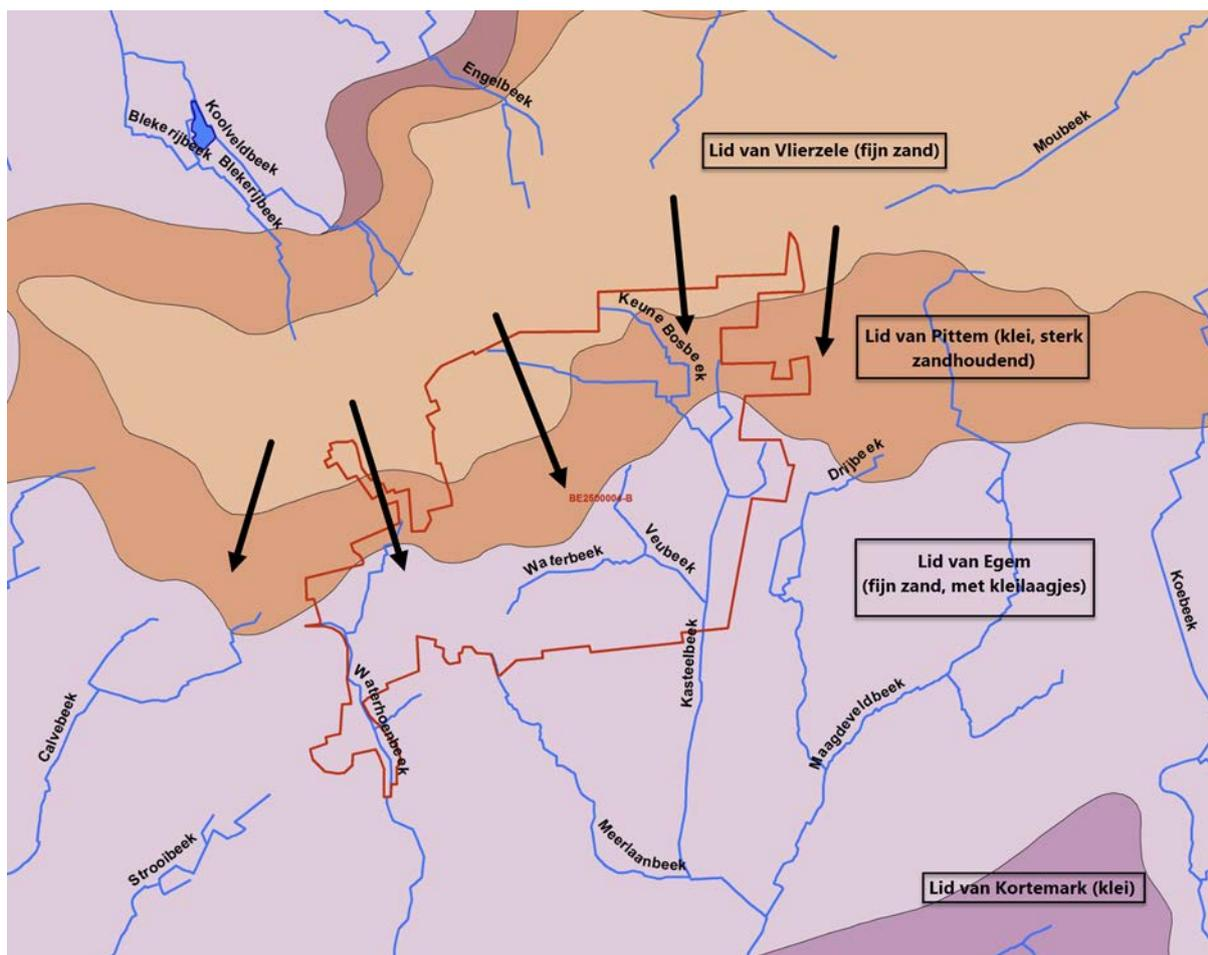 Engelbeek
Koolveldbeek
Blekerijbeek
Blekerijbeek
Moubeek
Lid van Vlierzele (fijn zand)
Keune Bosbeek
Lid van Pittem (klei, sterk
zandhoudend)
Drijbeek
BE2500004-B
Veubeek
Waterbeek
Lid van Egem
(fijn zand, met kleilaagjes)
Koebeek
Kasteelbeek
Waterhoenbeek
Calvebeek
Maagdeveldbeek
Meerlaanbeek
Strooibeek
Lid van Kortemark (klei)